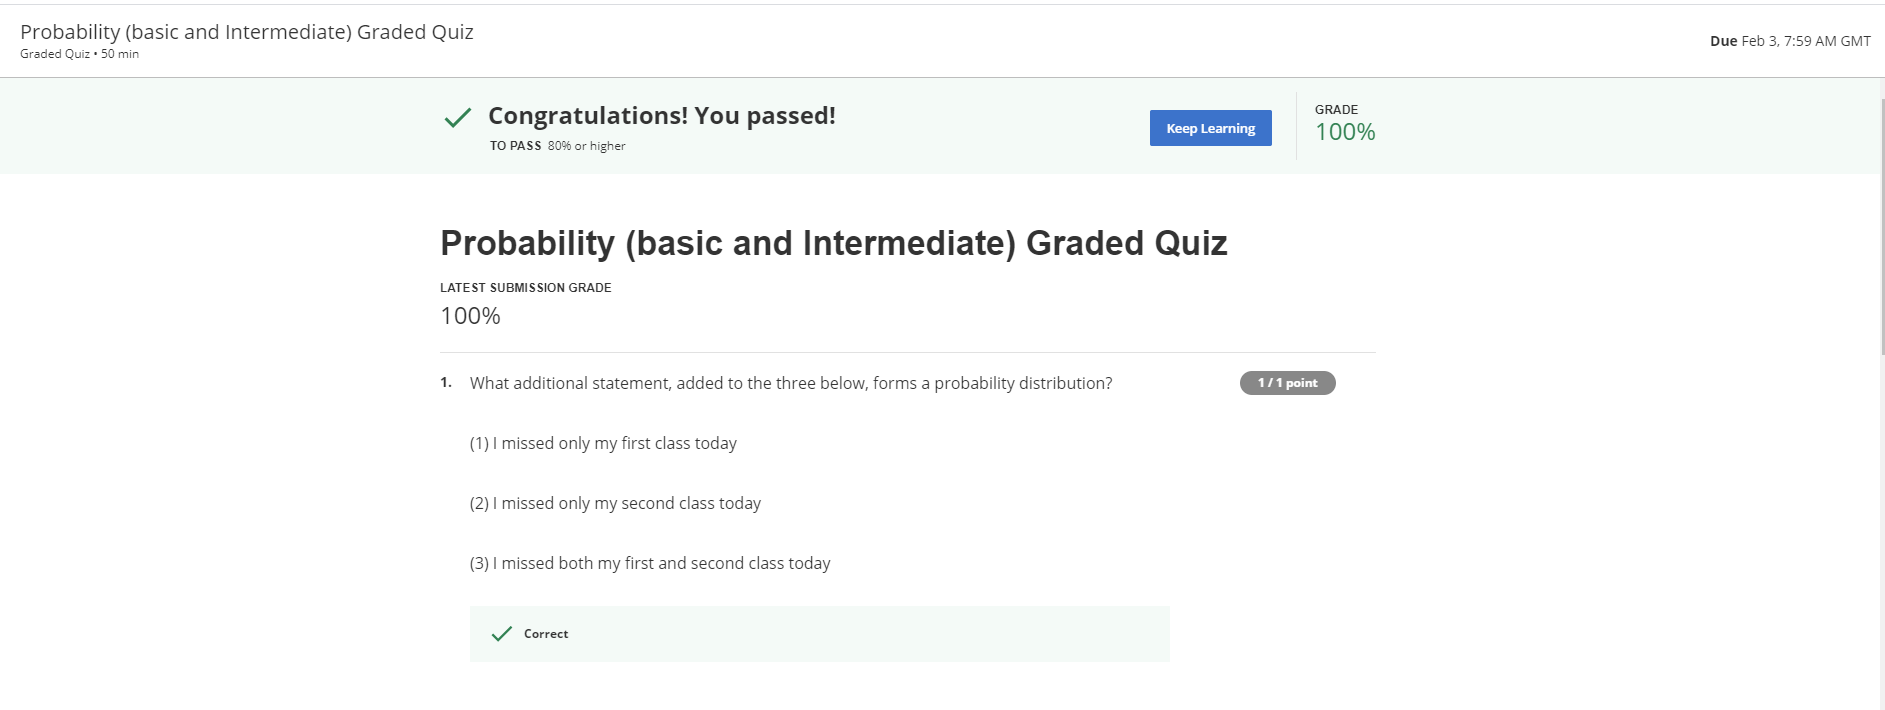 Probability (basic and Intermediate) Graded Quiz
Graded Quiz • 50 min
Due Feb 3, 7:59 AM GMT
Congratulations! You passed!
TO PASS 80% or higher
Keep Learning
GRADE
100%
Probability (basic and Intermediate) Graded Quiz
LATEST SUBMISSION GRADE
100%
1. What additional statement, added to the three below, forms a probability distribution?
1 / 1 point
(1) I missed only my first class today
(2) I missed only my second class today
(3) I missed both my first and second class today
Correct